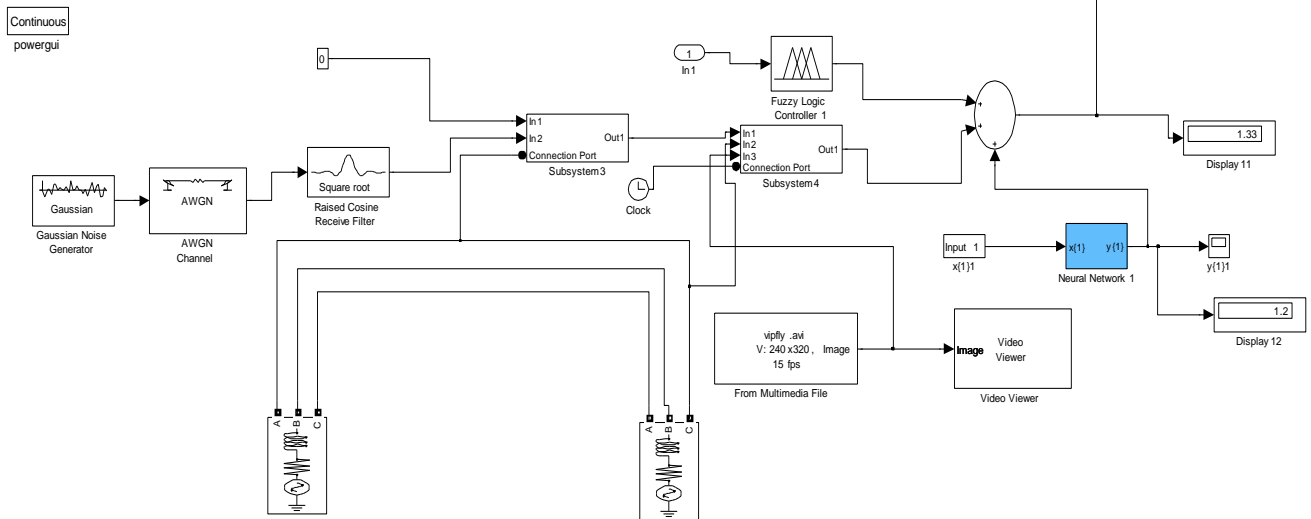 Continuous
powergui
0
1
In1
Fuzzy Logic
Controller 1
+
+
+
1.33
Display 11
In1
In2
Connection Port
Out1
Subsystem3
In1
In2
In3
Connection Port
Out1
Subsystem4
Clock
Gaussian
Gaussian Noise
Generator
AWGN
AWGN
Channel
Square root
Raised Cosine
Receive Filter
Input 1
x{1}1
x{1} y{1}
Neural Network 1
y{1}1
1.2
Display 12
vipfly .avi
V: 240 x320 ,
15 fps
Image
From Multimedia File
Image
Video
Viewer
Video Viewer
A
B
C
A
B
C